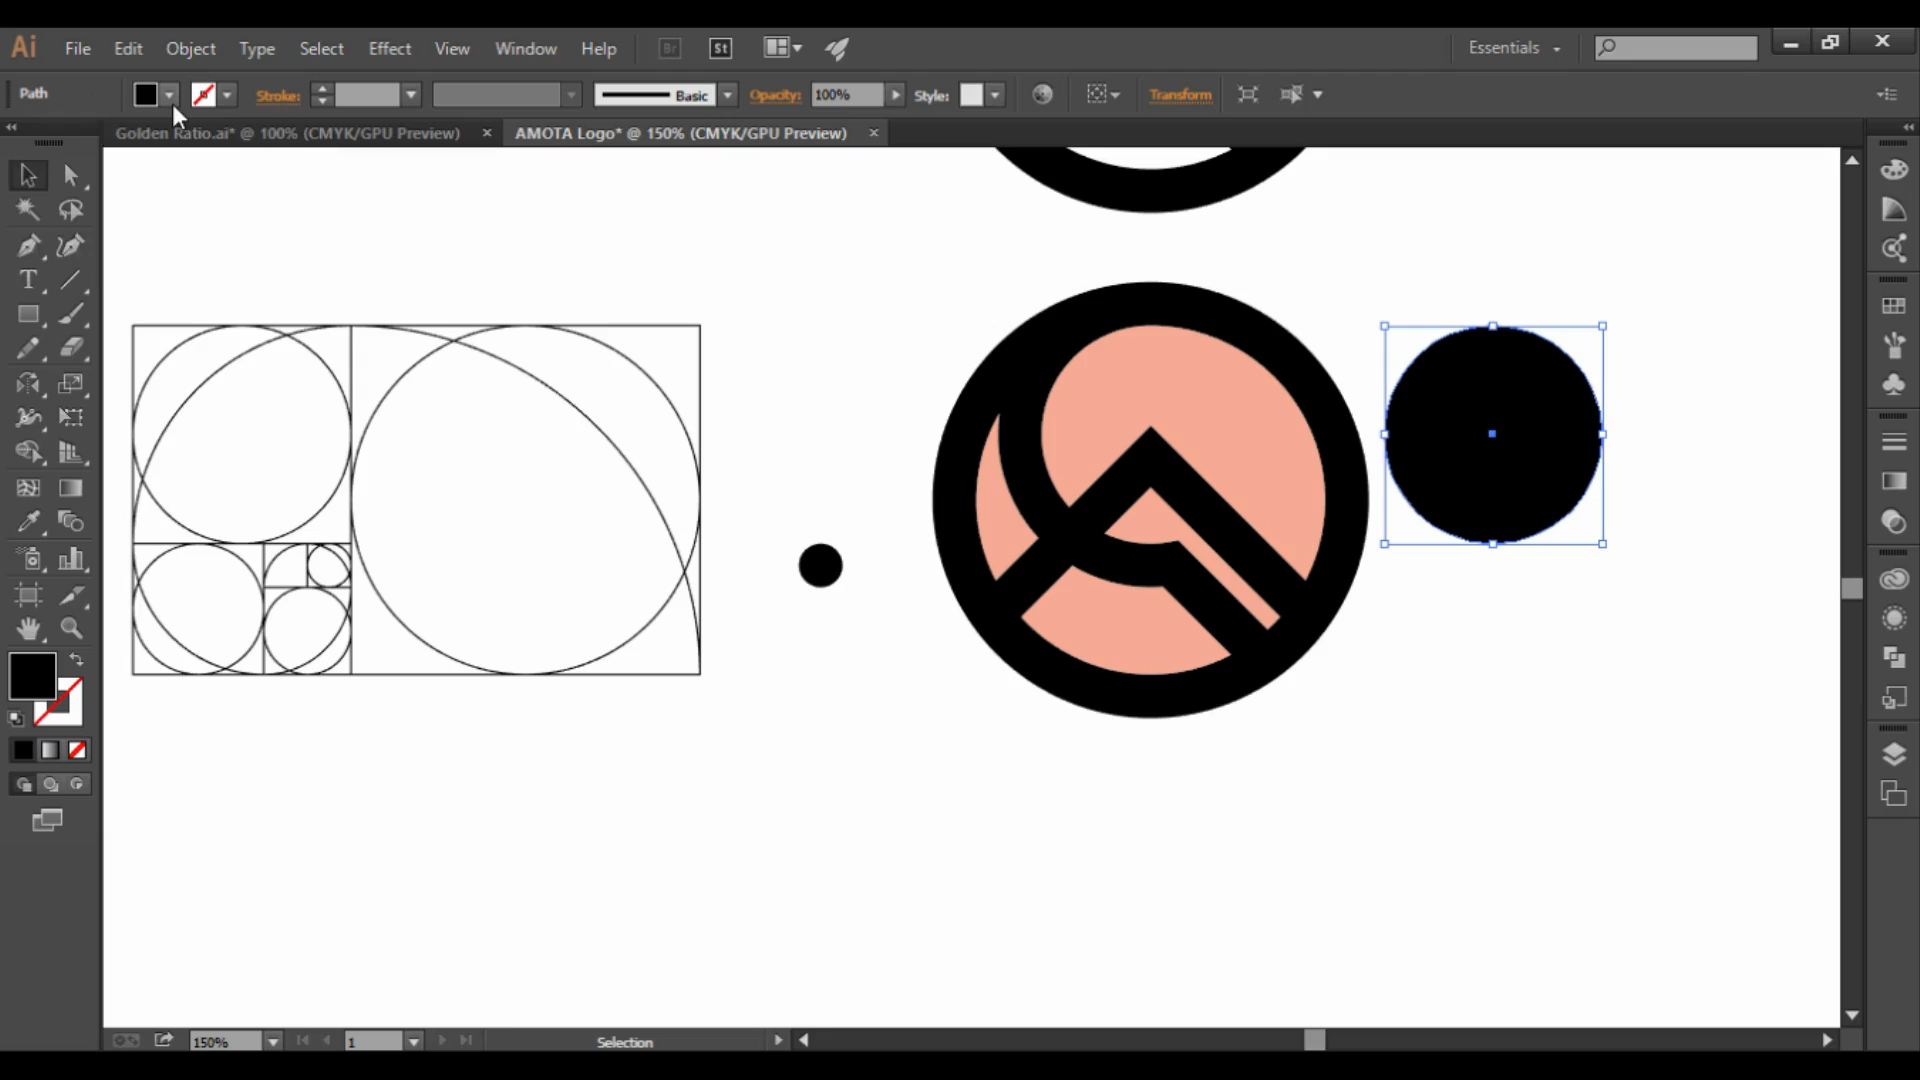 Ai File Edit Object Type Select Effect View Window Help Br St Essentials
Path Stroke: Basic Opacity: 100% Style: Transform
Golden Ratio.ai* @ 100% (CMYK/GPU Preview) × AMOTA Logo* @ 150% (CMYK/GPU Preview) ×
T
150% 1 Selection